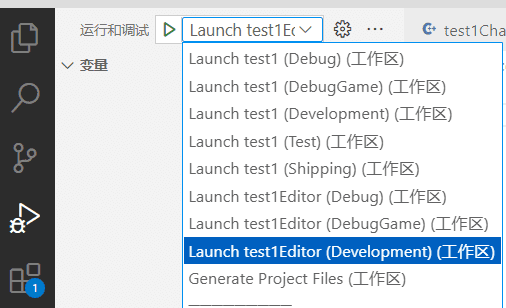 运行和调试 Launch test1Ec test1Cha
变量
Launch test1 (Debug) (工作区)
Launch test1 (DebugGame) (工作区)
Launch test1 (Development) (工作区)
Launch test1 (Test) (工作区)
Launch test1 (Shipping) (工作区)
Launch test1Editor (Debug) (工作区)
Launch test1Editor (DebugGame) (工作区)
Launch test1Editor (Development) (工作区)
Generate Project Files (工作区)
1